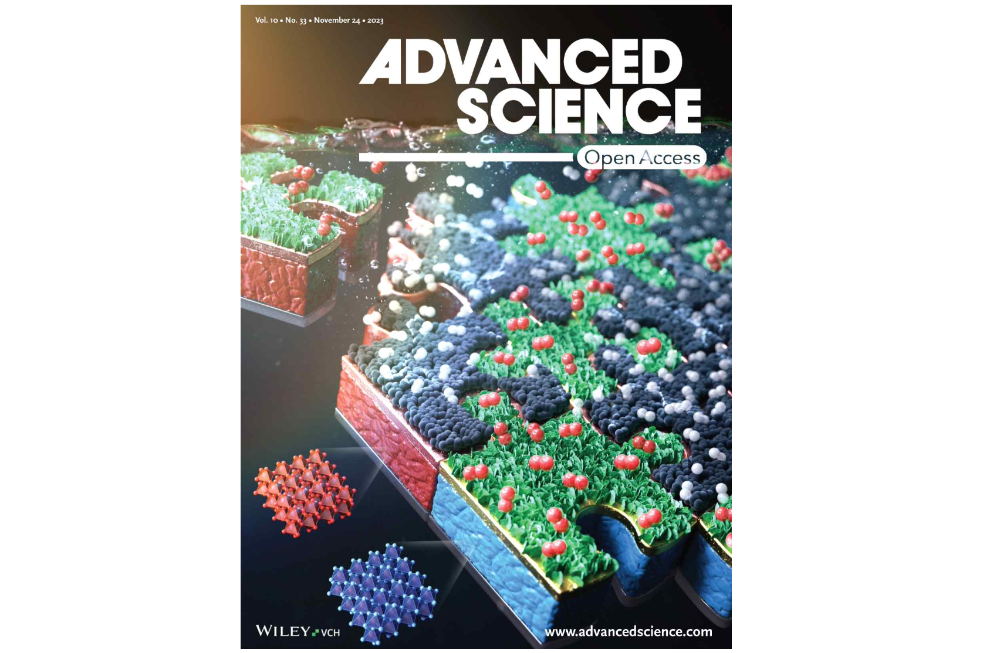 Vol. 10 • No. 33 • November 24 • 2023
ADVANCED
SCIENCE
Open Access
WILEY-VCH
www.advancedscience.com